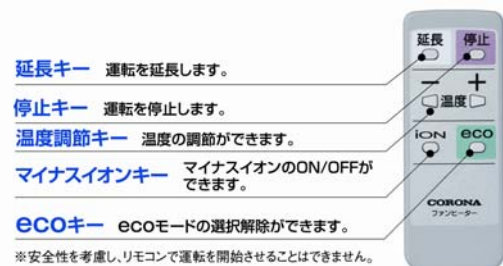 延長キー 運転を延長します。
停止キー 運転を停止します。
温度調節キー 温度の調節ができます。
マイナスイオンキー マイナスイオンのON/OFFが
できます。
ecoキー ecoモードの選択解除ができます。
※安全性を考慮し、リモコンで運転を開始させることはできません。
延長 停止
− +
温度
iON eco
CORONA
ファンヒーター